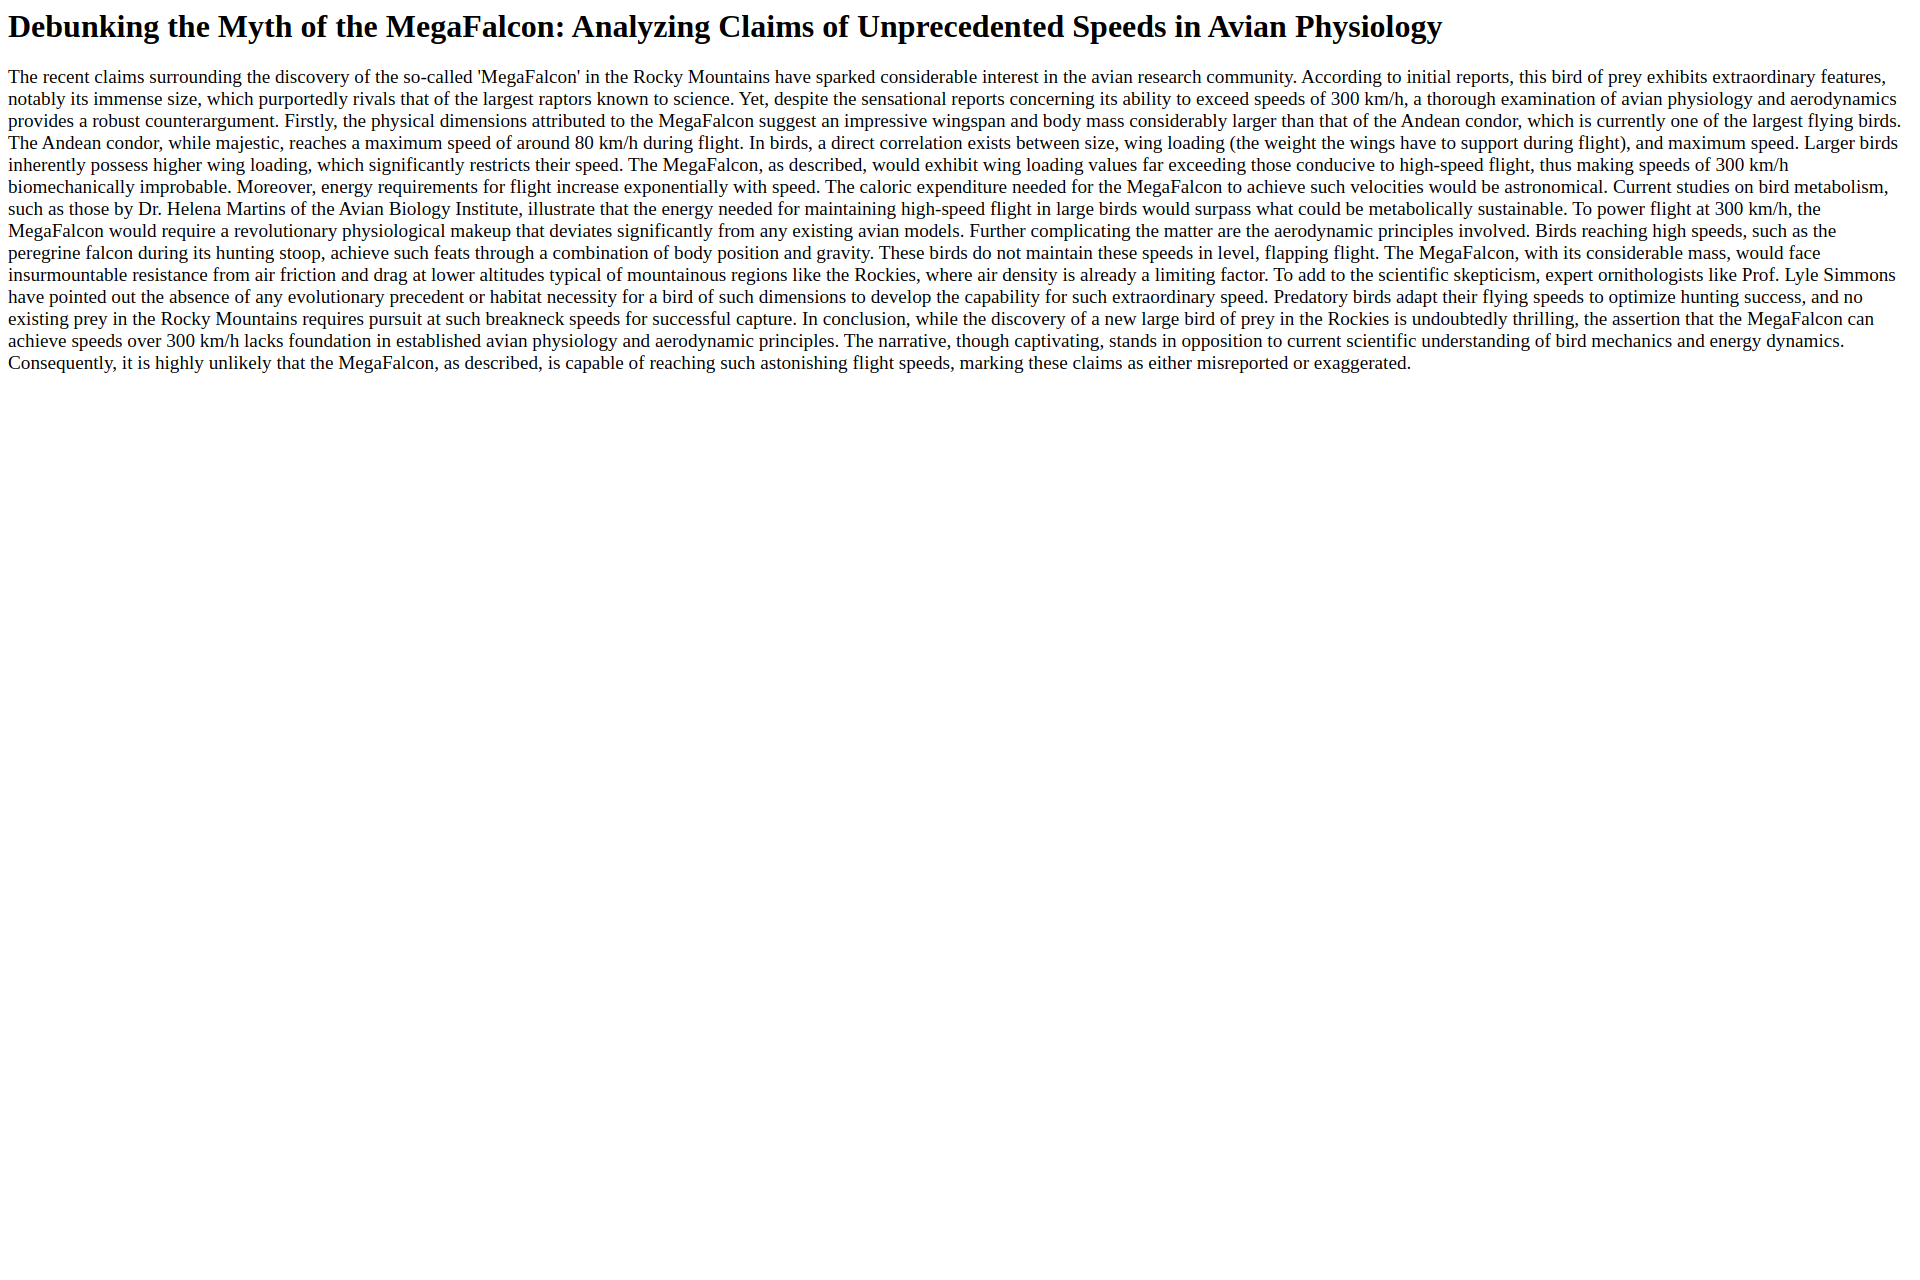 Debunking the Myth of the MegaFalcon: Analyzing Claims of Unprecedented Speeds in Avian Physiology
The recent claims surrounding the discovery of the so-called 'MegaFalcon' in the Rocky Mountains have sparked considerable interest in the avian research community. According to initial reports, this bird of prey exhibits extraordinary features,
notably its immense size, which purportedly rivals that of the largest raptors known to science. Yet, despite the sensational reports concerning its ability to exceed speeds of 300 km/h, a thorough examination of avian physiology and aerodynamics
provides a robust counterargument. Firstly, the physical dimensions attributed to the MegaFalcon suggest an impressive wingspan and body mass considerably larger than that of the Andean condor, which is currently one of the largest flying birds.
The Andean condor, while majestic, reaches a maximum speed of around 80 km/h during flight. In birds, a direct correlation exists between size, wing loading (the weight the wings have to support during flight), and maximum speed. Larger birds
inherently possess higher wing loading, which significantly restricts their speed. The MegaFalcon, as described, would exhibit wing loading values far exceeding those conducive to high-speed flight, thus making speeds of 300 km/h
biomechanically improbable. Moreover, energy requirements for flight increase exponentially with speed. The caloric expenditure needed for the MegaFalcon to achieve such velocities would be astronomical. Current studies on bird metabolism,
such as those by Dr. Helena Martins of the Avian Biology Institute, illustrate that the energy needed for maintaining high-speed flight in large birds would surpass what could be metabolically sustainable. To power flight at 300 km/h, the
MegaFalcon would require a revolutionary physiological makeup that deviates significantly from any existing avian models. Further complicating the matter are the aerodynamic principles involved. Birds reaching high speeds, such as the
peregrine falcon during its hunting stoop, achieve such feats through a combination of body position and gravity. These birds do not maintain these speeds in level, flapping flight. The MegaFalcon, with its considerable mass, would face
insurmountable resistance from air friction and drag at lower altitudes typical of mountainous regions like the Rockies, where air density is already a limiting factor. To add to the scientific skepticism, expert ornithologists like Prof. Lyle Simmons
have pointed out the absence of any evolutionary precedent or habitat necessity for a bird of such dimensions to develop the capability for such extraordinary speed. Predatory birds adapt their flying speeds to optimize hunting success, and no
existing prey in the Rocky Mountains requires pursuit at such breakneck speeds for successful capture. In conclusion, while the discovery of a new large bird of prey in the Rockies is undoubtedly thrilling, the assertion that the MegaFalcon can
achieve speeds over 300 km/h lacks foundation in established avian physiology and aerodynamic principles. The narrative, though captivating, stands in opposition to current scientific understanding of bird mechanics and energy dynamics.
Consequently, it is highly unlikely that the MegaFalcon, as described, is capable of reaching such astonishing flight speeds, marking these claims as either misreported or exaggerated.